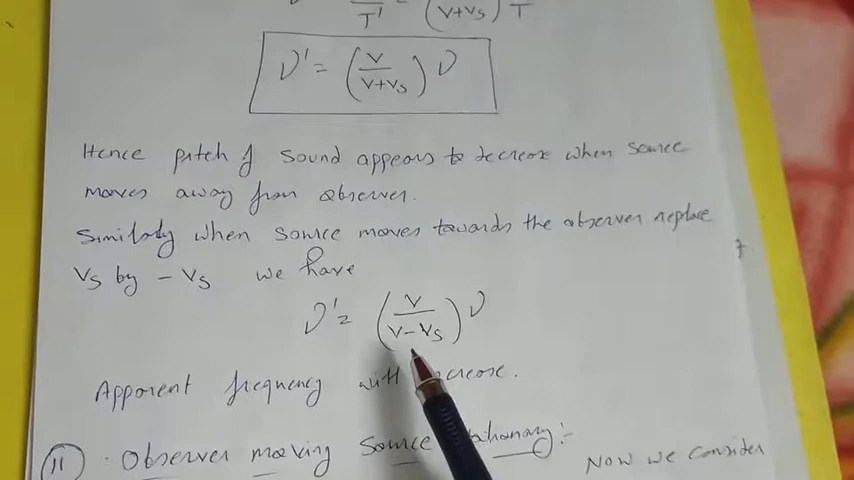 T' = (V+Vs) T
ν' = (V / V+Vs) ν
Hence pitch of sound appears to decrease when source
moves away from observer.
Similarly when source moves towards the observer replace
Vs by - Vs we have
ν' = (V / V-Vs) ν
Apparent frequency will increase.
(II) . Observer moving Source stationary :-
Now we consider